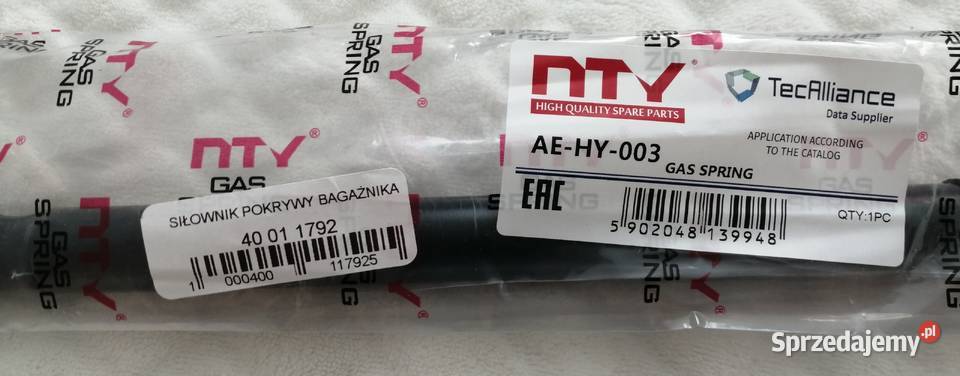 NTY®
GAS
SPRING
nTY
HIGH QUALITY SPARE PARTS
TecAlliance
Data Supplier
APPLICATION ACCORDING
TO THE CATALOG
AE-HY-003
GAS SPRING
EAC
5 902048 139948
QTY:1PC
NTY®
GAS
SPRING
SIŁOWNIK POKRYWY BAGAŻNIKA
40 01 1792
1 000400 117925
GAS
SPRING
Sprzedajemy.pl